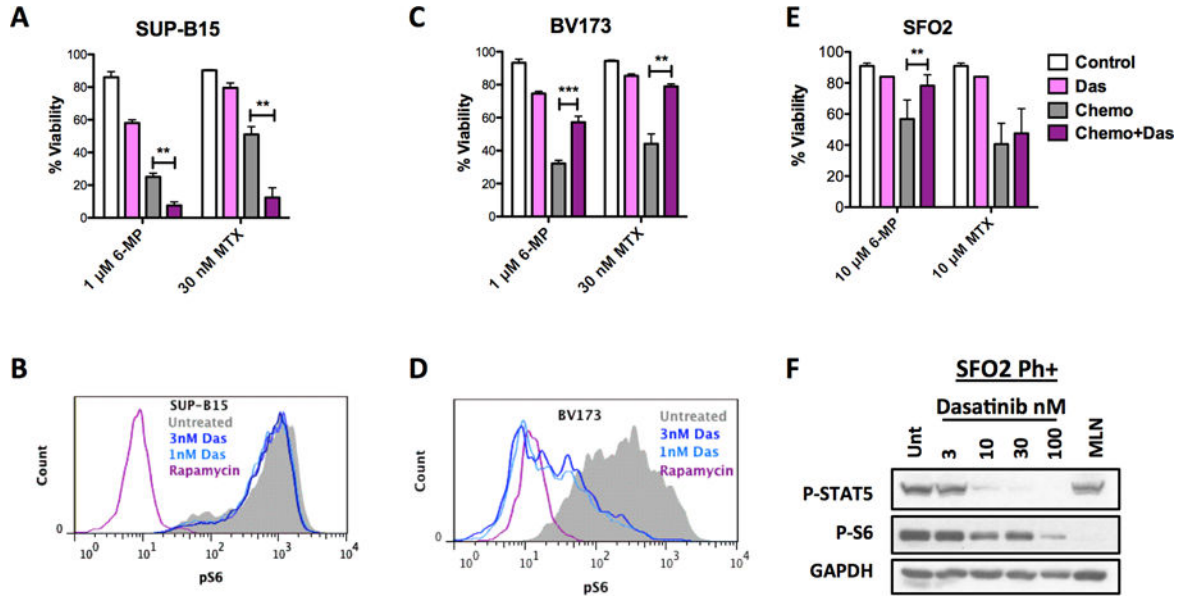 A
SUP-B15
% Viability
100
80
60
40
20
0
**
**
1 µM 6-MP
30 nM MTX
C
BV173
% Viability
100
80
60
40
20
0
***
**
1 µM 6-MP
30 nM MTX
E
SFO2
% Viability
100
80
60
40
20
0
**
10 µM 6-MP
10 µM MTX
Control
Das
Chemo
Chemo+Das
B
SUP-B15
Untreated
3nM Das
1nM Das
Rapamycin
Count
0
10^0 10^1 10^2 10^3 10^4
pS6
D
BV173
Untreated
3nM Das
1nM Das
Rapamycin
Count
0
10^0 10^1 10^2 10^3 10^4
pS6
F
SFO2 Ph+
Dasatinib nM
Unt 3 10 30 100 MLN
P-STAT5
P-S6
GAPDH